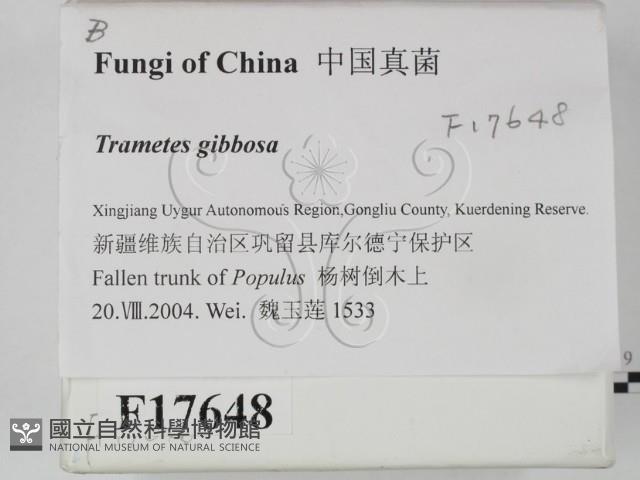 B
Fungi of China 中国真菌
F17648
Trametes gibbosa
Xingjiang Uygur Autonomous Region,Gongliu County, Kuerdening Reserve.
新疆维族自治区巩留县库尔德宁保护区
Fallen trunk of Populus 杨树倒木上
20.Ⅷ.2004. Wei. 魏玉莲 1533
9
F17648
國立自然科學博物館
NATIONAL MUSEUM OF NATURAL SCIENCE